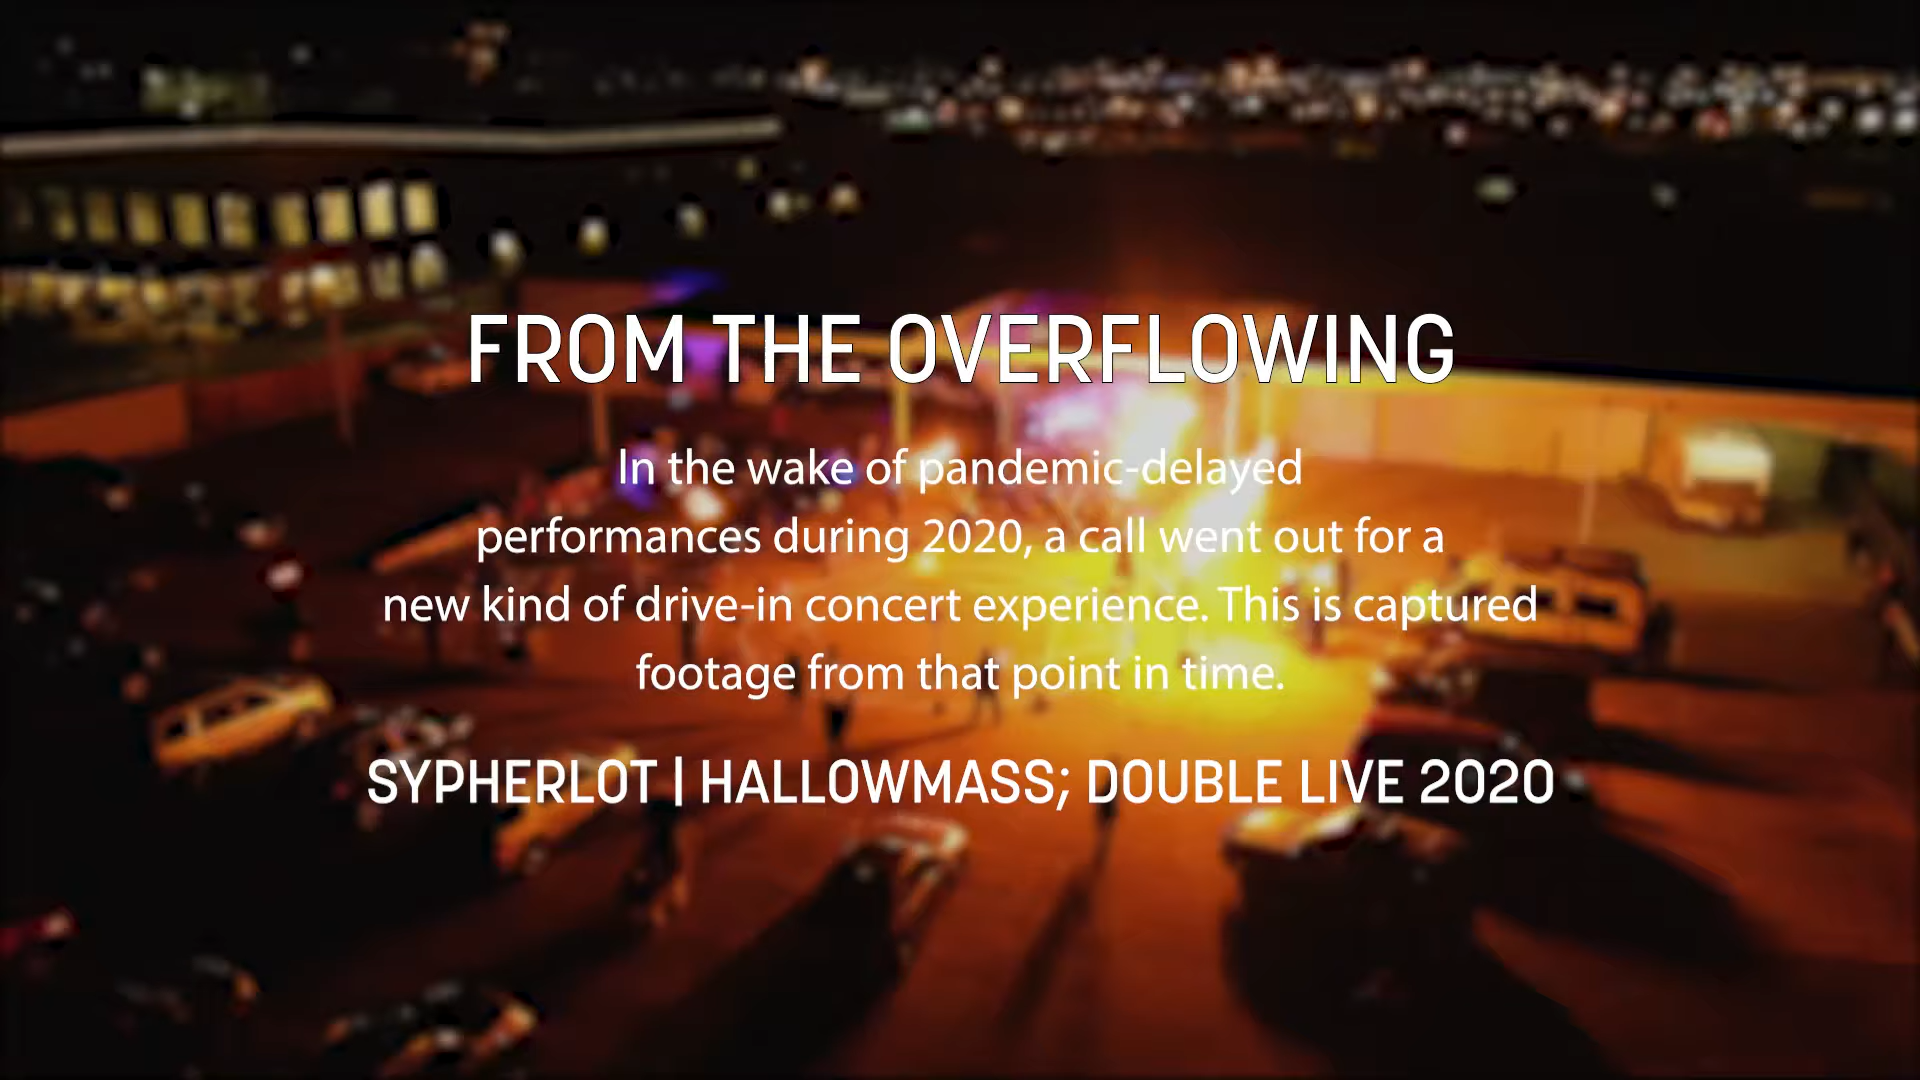 FROM THE OVERFLOWING
In the wake of pandemic-delayed
performances during 2020, a call went out for a
new kind of drive-in concert experience. This is captured
footage from that point in time.
SYPHERLOT | HALLOWMASS; DOUBLE LIVE 2020